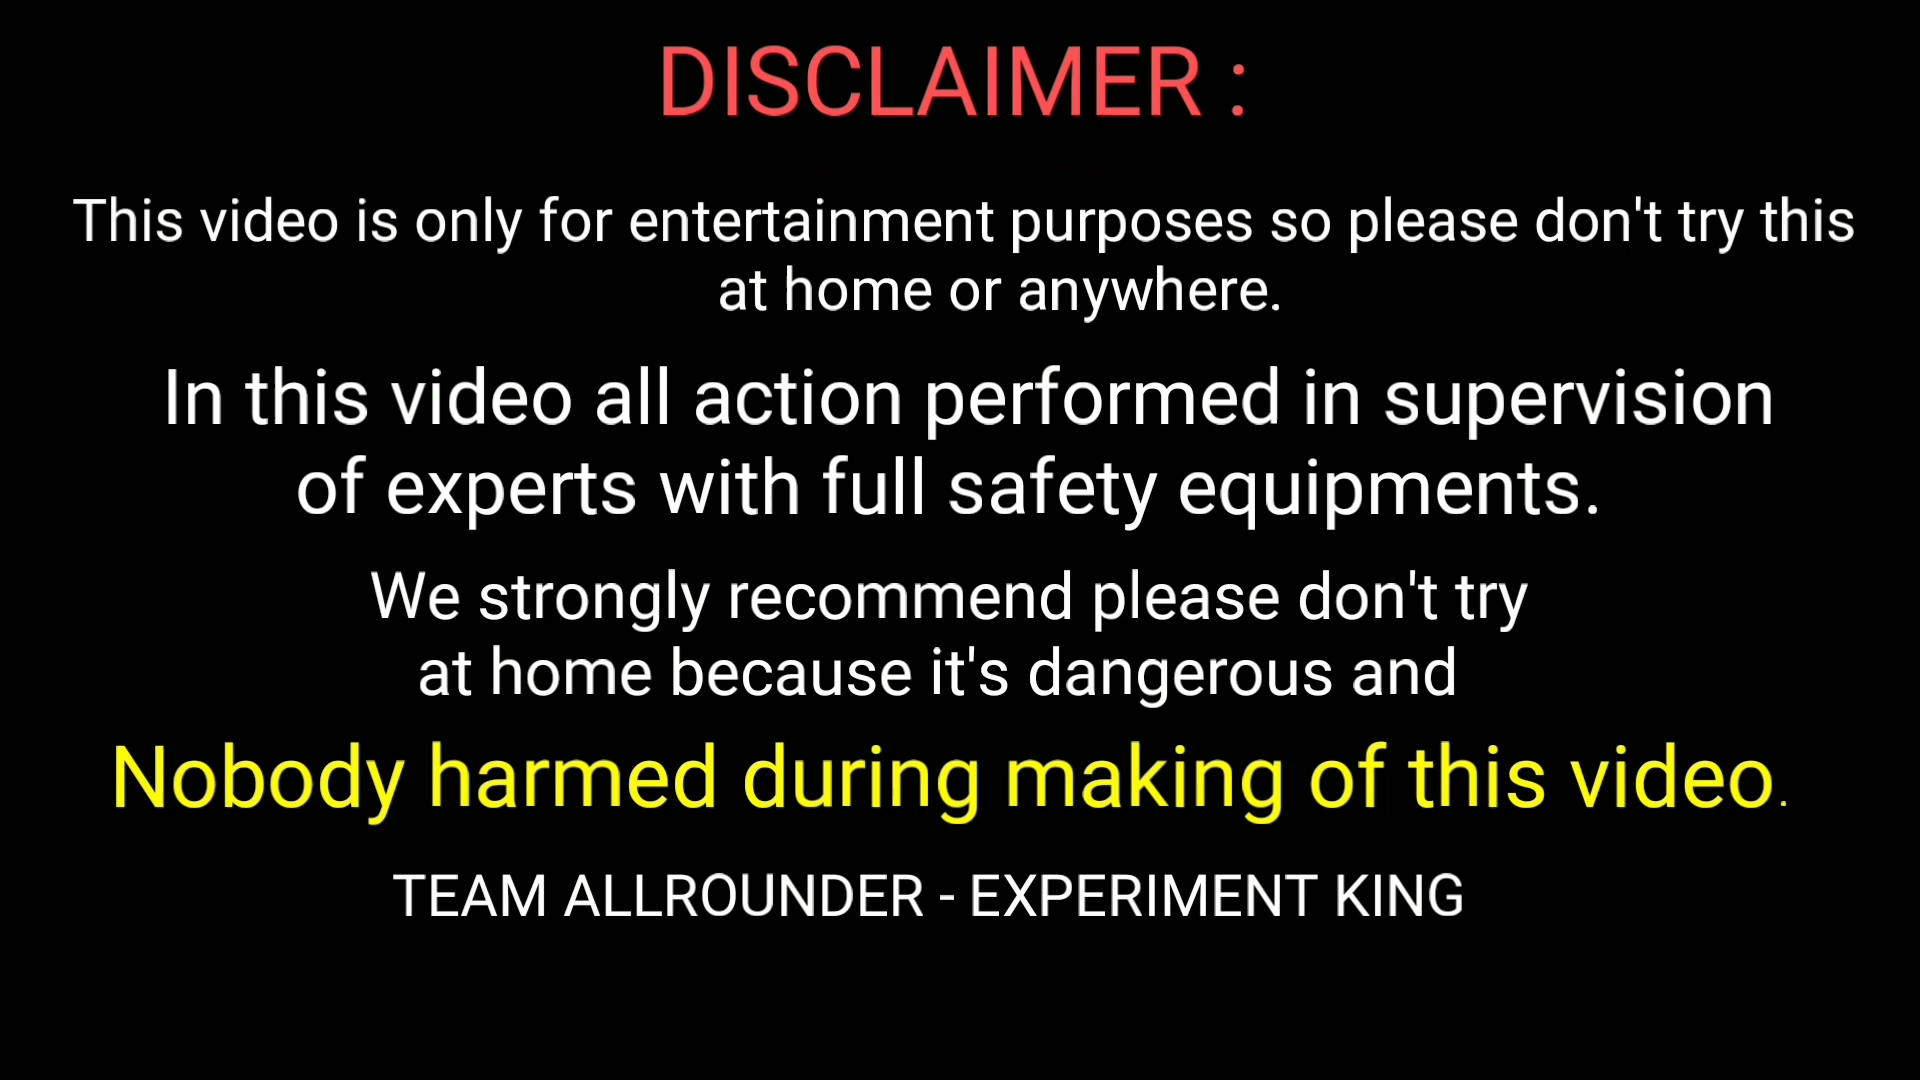 DISCLAIMER :
This video is only for entertainment purposes so please don't try this
at home or anywhere.
In this video all action performed in supervision
of experts with full safety equipments.
We strongly recommend please don't try
at home because it's dangerous and
Nobody harmed during making of this video.
TEAM ALLROUNDER - EXPERIMENT KING